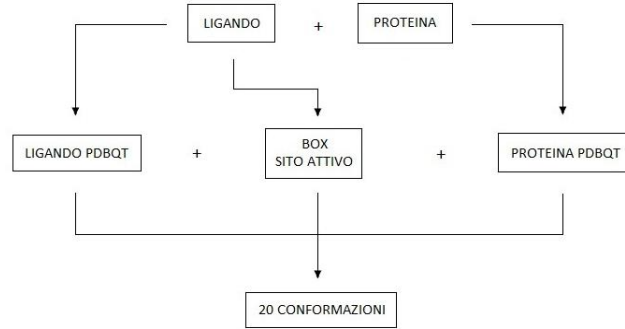 LIGANDO + PROTEINA
LIGANDO PDBQT + BOX SITO ATTIVO + PROTEINA PDBQT
20 CONFORMAZIONI